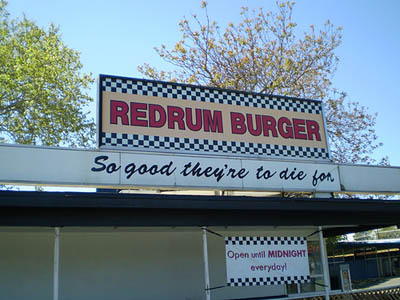 REDRUM BURGER
So good they're to die for.
Open until MIDNIGHT
everyday!